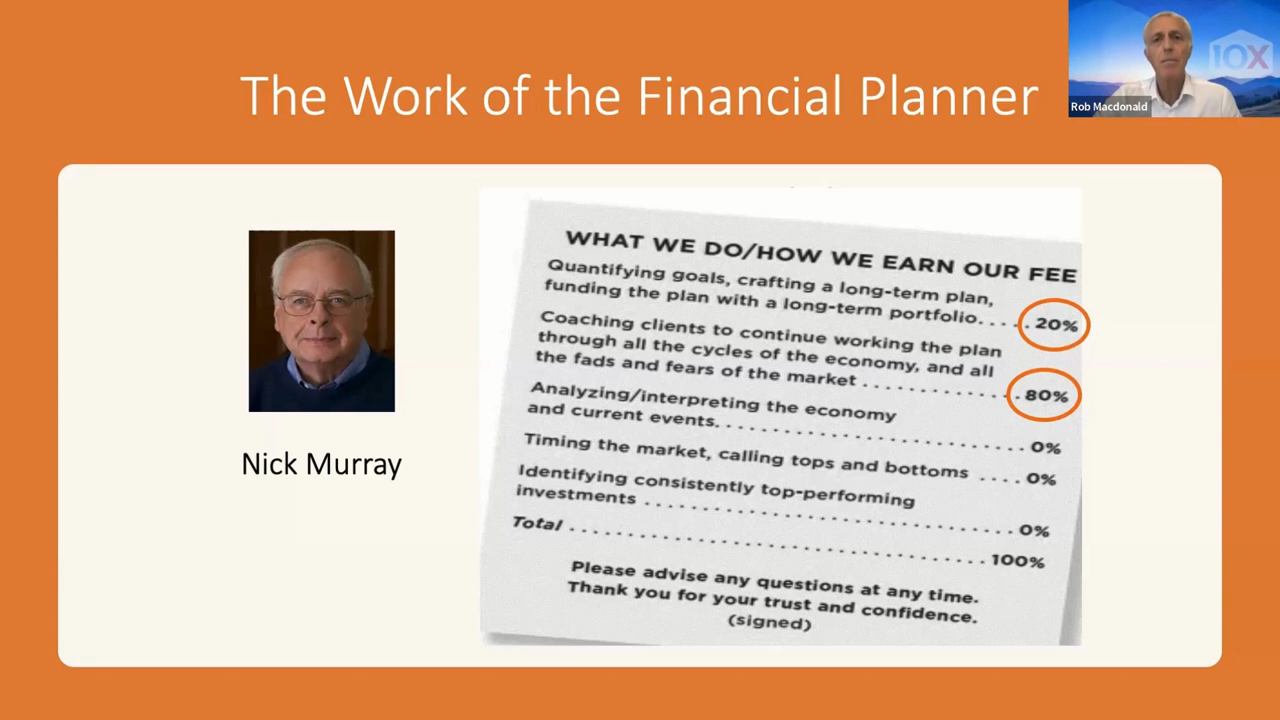 The Work of the Financial Planner
10X
Rob Macdonald
Nick Murray
WHAT WE DO/HOW WE EARN OUR FEE
Quantifying goals, crafting a long-term plan,
funding the plan with a long-term portfolio. . . . . 20%
Coaching clients to continue working the plan
through all the cycles of the economy, and all
the fads and fears of the market . . . . . . . . . . . . . 80%
Analyzing/interpreting the economy
and current events. . . . . . . . . . . . . . . . . . . . . . . . . . . 0%
Timing the market, calling tops and bottoms . . . . 0%
Identifying consistently top-performing
investments . . . . . . . . . . . . . . . . . . . . . . . . . . . . . . . . 0%
Total . . . . . . . . . . . . . . . . . . . . . . . . . . . . . . . . . . . 100%
Please advise any questions at any time.
Thank you for your trust and confidence.
(signed)